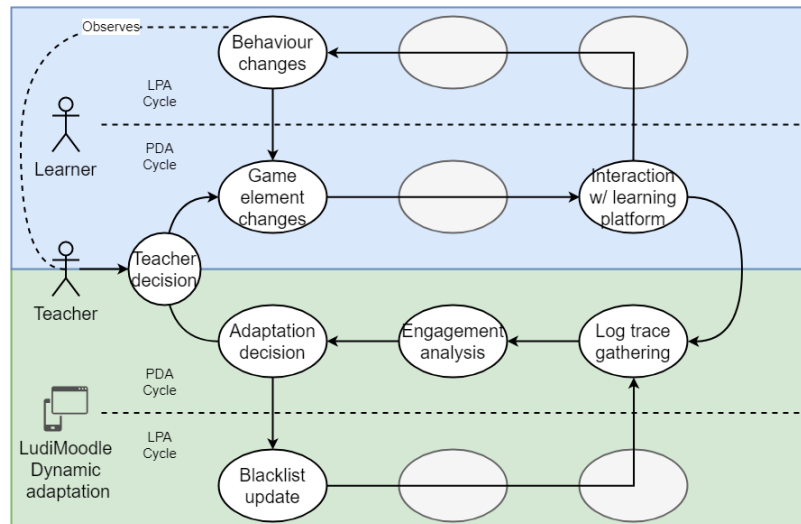 Observes
Behaviour
changes
LPA
Cycle
Learner
PDA
Cycle
Game
element
changes
Interaction
w/ learning
platform
Teacher
decision
Teacher
Adaptation
decision
Engagement
analysis
Log trace
gathering
PDA
Cycle
LudiMoodle
Dynamic
adaptation
LPA
Cycle
Blacklist
update